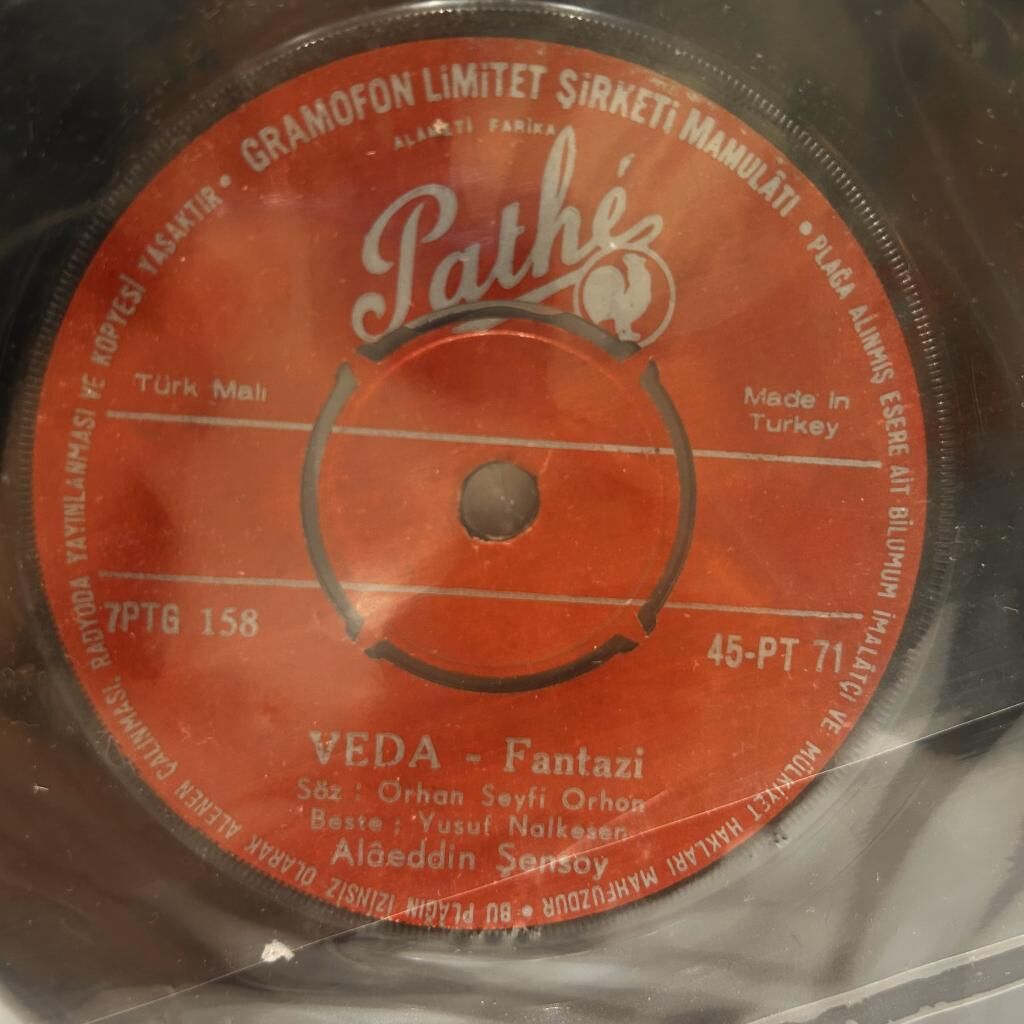 GRAMOFON LİMİTET ŞİRKETİ MAMULÂTI • PLAĞA ALINMIŞ ESERE AİT BİLUMUM İMALÂTÇI VE MÜLKİYET HAKLARI MAHFUZDUR • BU PLAĞIN İZİNSİZ OLARAK ALENEN ÇALINMASI, RADYODA YAYINLANMASI VE KOPYESİ YASAKTIR •
ALAMETİ FARİKA
Pathé
Türk Malı
Made in
Turkey
7PTG 158
45-PT 71
VEDA - Fantazi
Söz : Orhan Seyfi Orhon
Beste : Yusuf Nalkesen
Alâeddin Şensoy